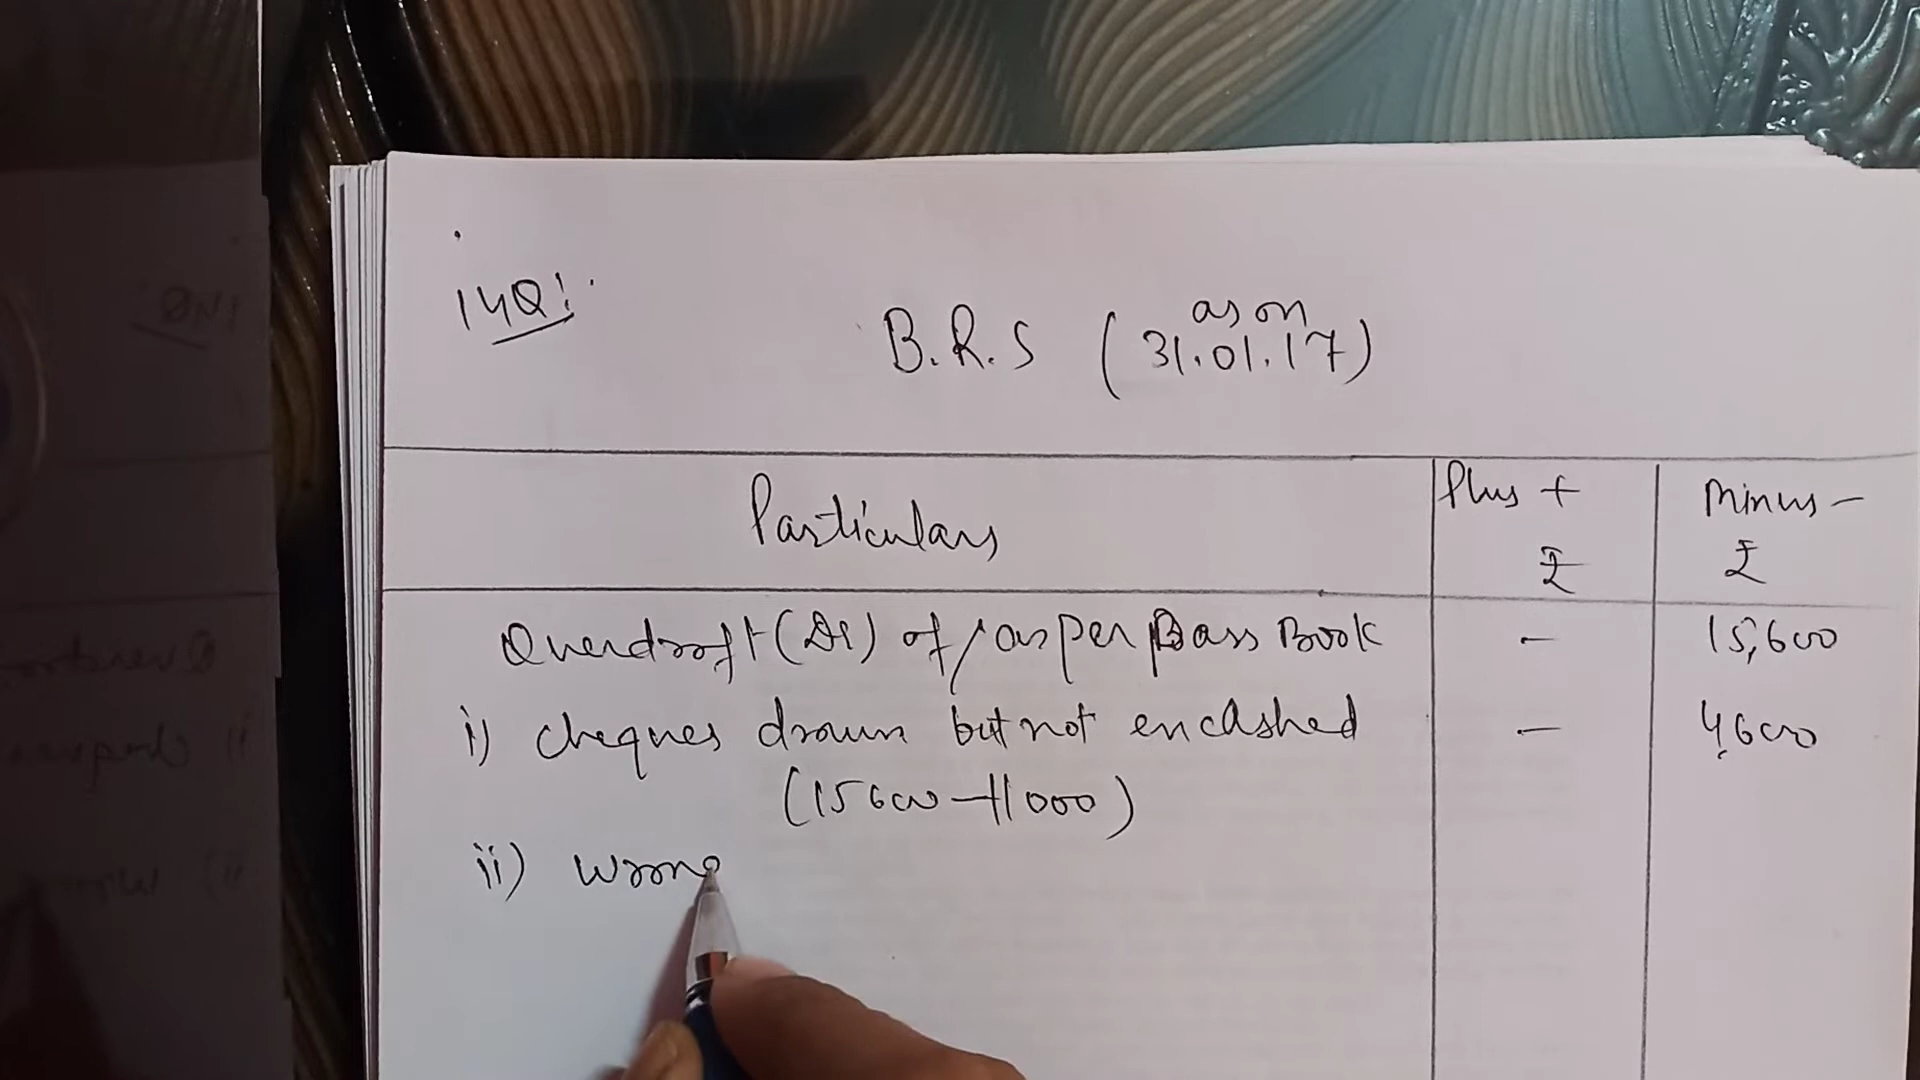 14Q:
B.R.S (as on 31.01.17)
Particulars
Plus +
₹
Minus -
₹
Overdraft (Dr) of / as per Pass Book - 15,600
i) cheques drawn but not encashed - 4,600
(15600 - 11000)
ii) wrong